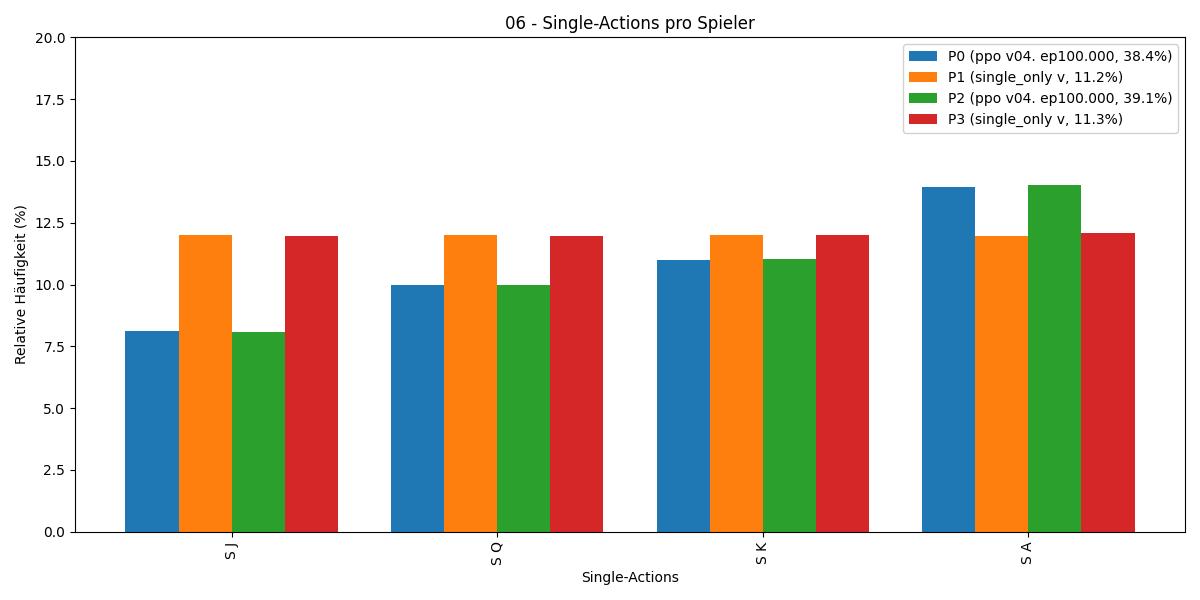 06 - Single-Actions pro Spieler
P0 (ppo v04. ep100.000, 38.4%)
P1 (single_only v, 11.2%)
P2 (ppo v04. ep100.000, 39.1%)
P3 (single_only v, 11.3%)
Relative Häufigkeit (%)
20.0
17.5
15.0
12.5
10.0
7.5
5.0
2.5
0.0
S J
S Q
S K
S A
Single-Actions